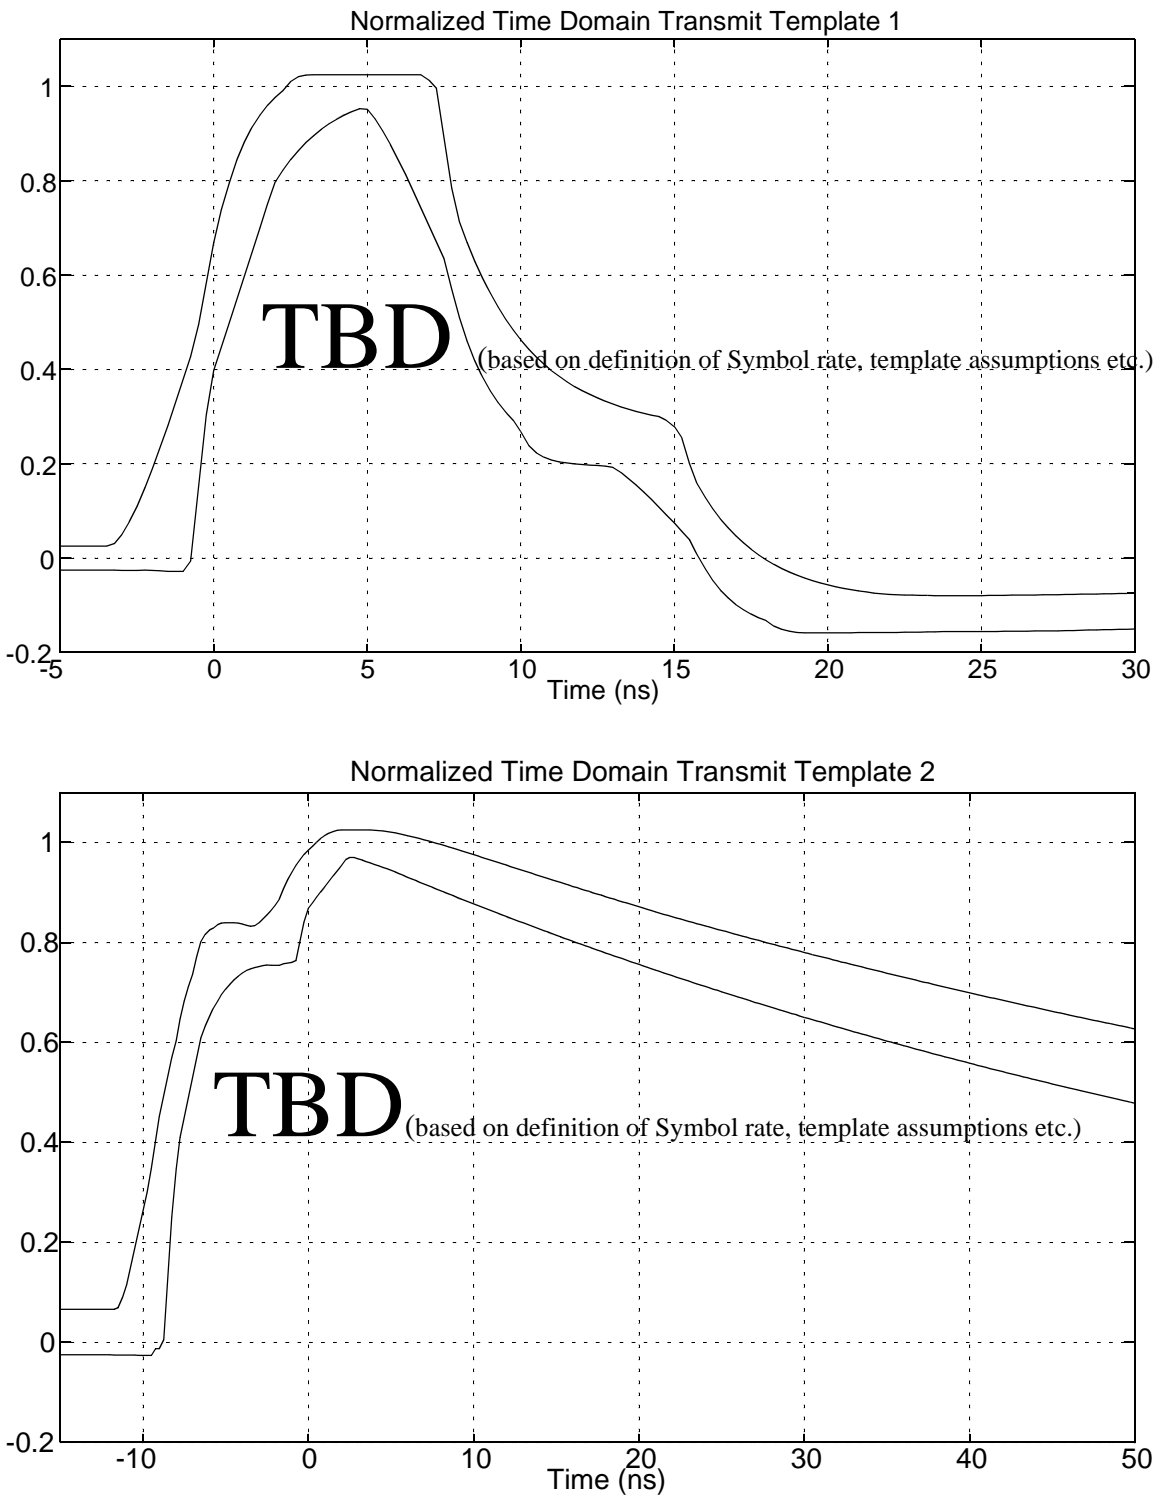 Normalized Time Domain Transmit Template 1
1
0.8
0.6
TBD (based on definition of Symbol rate, template assumptions etc.)
0.4
0.2
0
-0.2
-5 0 5 10 15 20 25 30
Time (ns)
Normalized Time Domain Transmit Template 2
1
0.8
0.6
TBD (based on definition of Symbol rate, template assumptions etc.)
0.4
0.2
0
-0.2
-10 0 10 20 30 40 50
Time (ns)